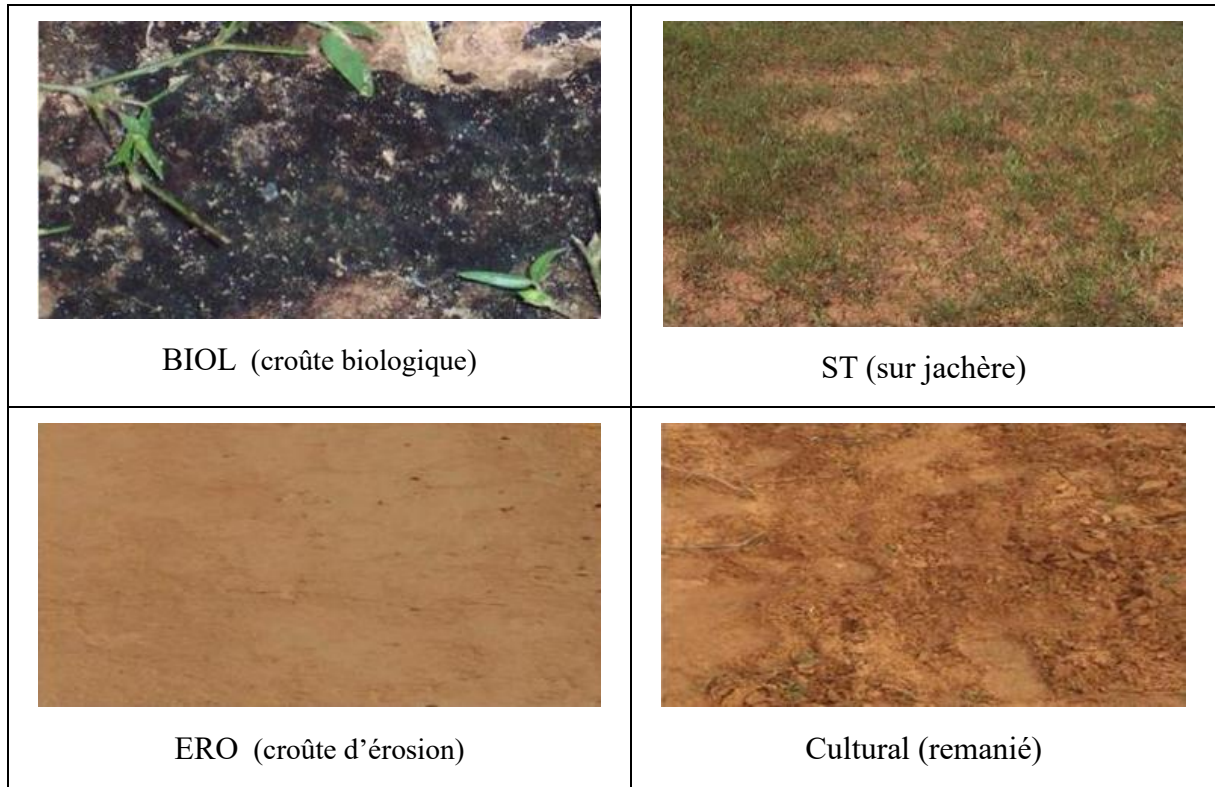 BIOL (croûte biologique)
ST (sur jachère)
ERO (croûte d’érosion)
Cultural (remanié)